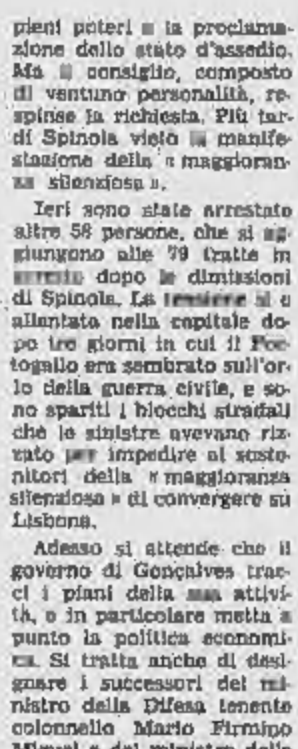 pieni poteri e la proclama-
zione dello stato d'assedio.
Ma il consiglio, composto
di ventuno personalità, re-
spinse la richiesta. Più tar-
di Spinola vietò la manife-
stazione della « maggioran-
za silenziosa ».
Ieri sono state arrestate
altre 58 persone, che si ag-
giungono alle 79 tratte in
arresto dopo le dimissioni
di Spinola. La tensione si è
allentata nella capitale do-
po tre giorni in cui il Por-
togallo era sembrato sull'or-
lo della guerra civile, e so-
no spariti i blocchi stradali
che le sinistre avevano riz-
zato per impedire ai soste-
nitori della « maggioranza
silenziosa » di convergere su
Lisbona.
Adesso si attende che il
governo di Gonçalves trac-
ci i piani della sua attivi-
tà, e in particolare metta a
punto la politica economi-
ca. Si tratta anche di desi-
gnare i successori del mi-
nistro della Difesa tenente
colonnello Mario Firmino